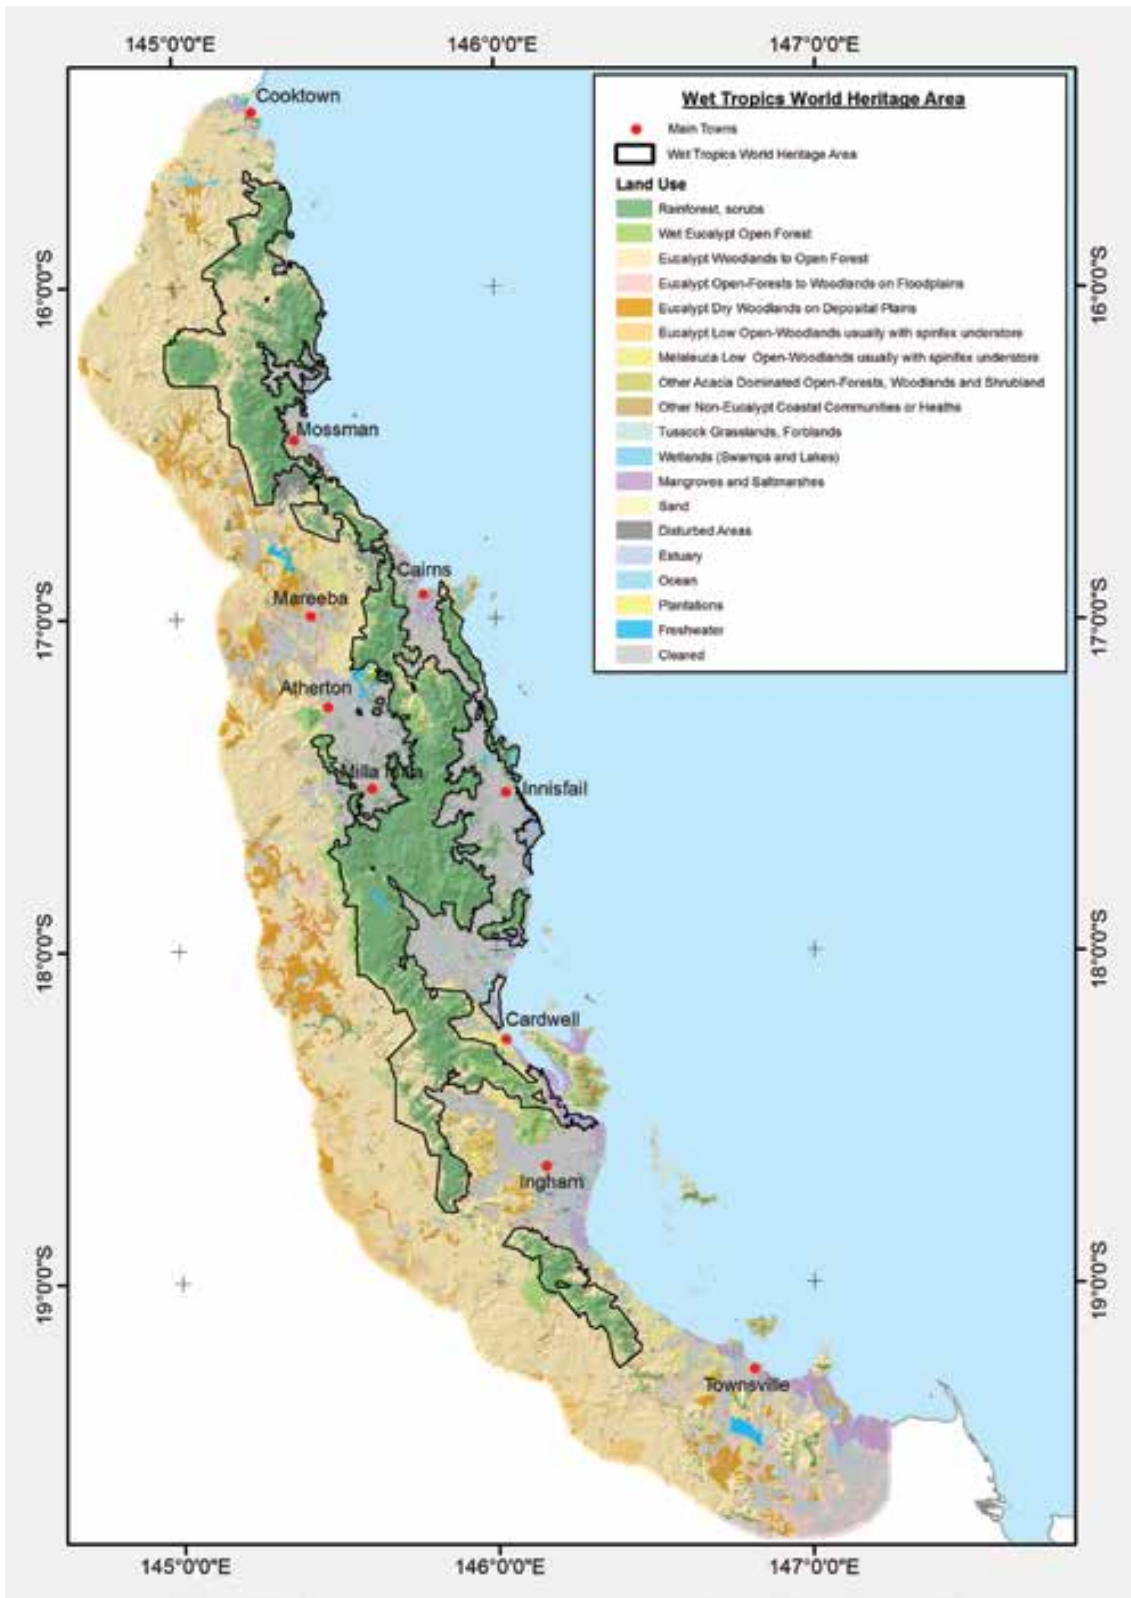 145°0'0"E 146°0'0"E 147°0'0"E
Wet Tropics World Heritage Area
Main Towns
Wet Tropics World Heritage Area
Land Use
Rainforest, scrubs
Wet Eucalypt Open Forest
Eucalypt Woodlands to Open Forest
Eucalypt Open-Forests to Woodlands on Floodplains
Eucalypt Dry Woodlands on Deposital Plains
Eucalypt Low Open-Woodlands usually with spinifex understore
Melaleuca Low Open-Woodlands usually with spinifex understore
Other Acacia Dominated Open-Forests, Woodlands and Shrubland
Other Non-Eucalypt Coastal Communities or Heaths
Tussock Grasslands, Forblands
Wetlands (Swamps and Lakes)
Mangroves and Saltmarshes
Sand
Disturbed Areas
Estuary
Ocean
Plantations
Freshwater
Cleared
Cooktown
16°0'0"S 16°0'0"S
Mossman
Cairns
Mareeba
17°0'0"S 17°0'0"S
Atherton
Milla Milla
Innisfail
18°0'0"S 18°0'0"S
Cardwell
Ingham
19°0'0"S 19°0'0"S
Townsville
145°0'0"E 146°0'0"E 147°0'0"E